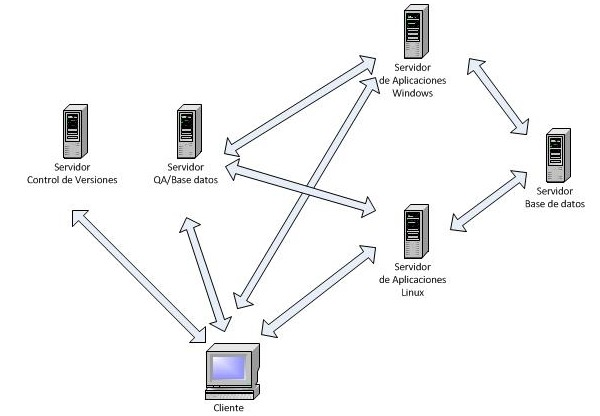 Servidor
de Aplicaciones
Windows
Servidor
Control de Versiones
Servidor
QA/Base datos
Servidor
Base de datos
Servidor
de Aplicaciones
Linux
Cliente